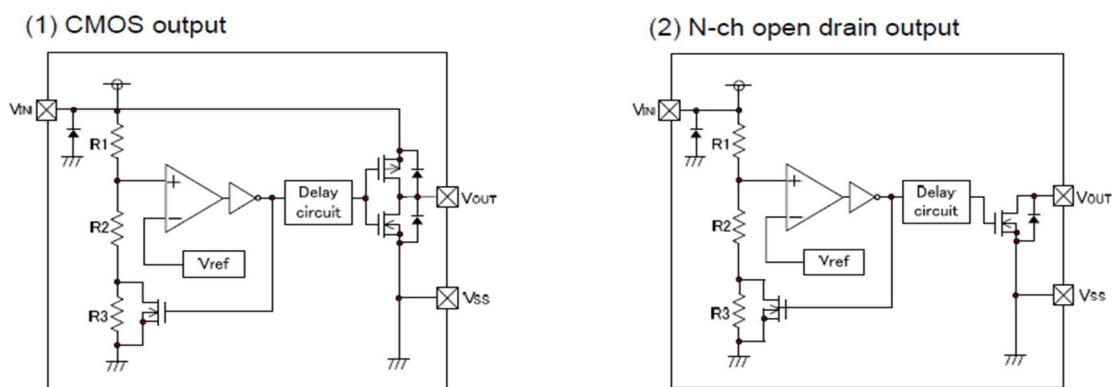 (1) CMOS output
VIN
R1
R2
R3
+
−
Vref
Delay
circuit
VOUT
VSS
(2) N-ch open drain output
VIN
R1
R2
R3
+
−
Vref
Delay
circuit
VOUT
VSS